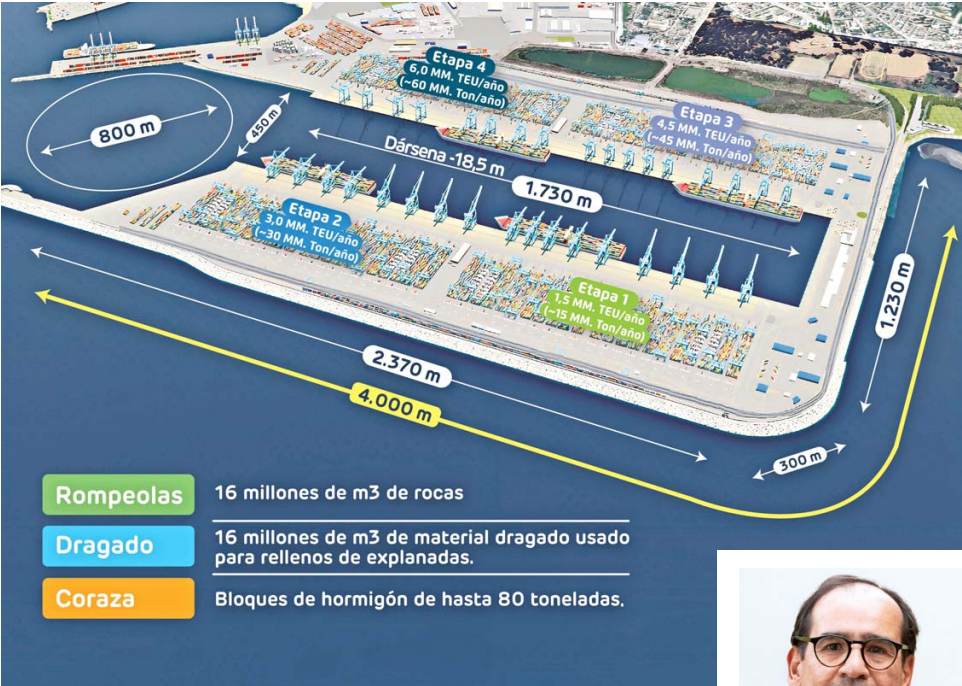 Etapa 4
6,0 MM. TEU/año
(~60 MM. Ton/año)
Etapa 3
4,5 MM. TEU/año
(~45 MM. Ton/año)
800 m
450 m
Dársena -18,5 m
1.730 m
Etapa 2
3,0 MM. TEU/año
(~30 MM. Ton/año)
Etapa 1
1,5 MM. TEU/año
(~15 MM. Ton/año)
1.230 m
2.370 m
4.000 m
300 m
Rompeolas
16 millones de m3 de rocas
Dragado
16 millones de m3 de material dragado usado
para rellenos de explanadas.
Coraza
Bloques de hormigón de hasta 80 toneladas.